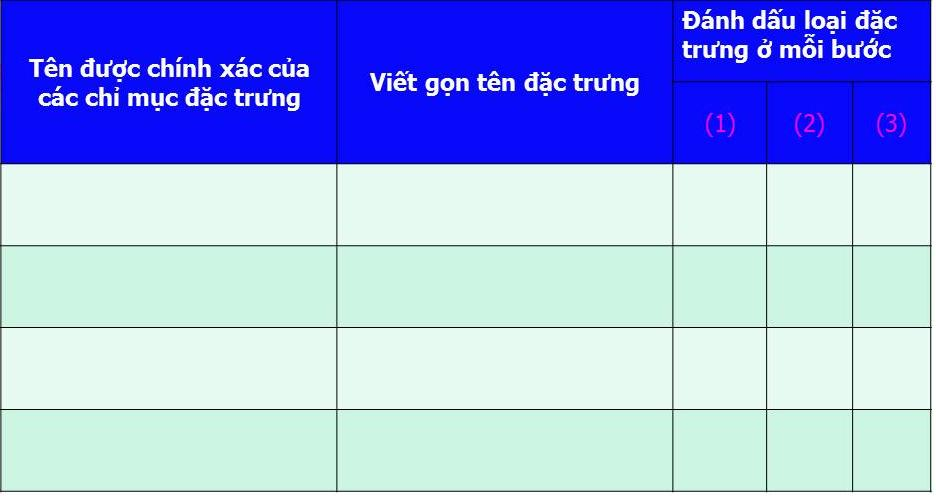 Tên được chính xác của
các chỉ mục đặc trưng
Viết gọn tên đặc trưng
Đánh dấu loại đặc
trưng ở mỗi bước
(1)
(2)
(3)